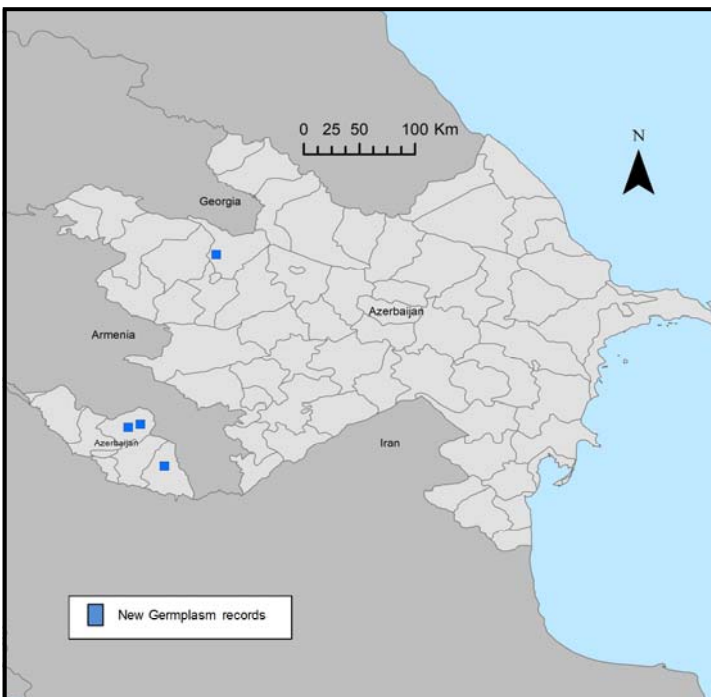 0 25 50 100 Km
N
Georgia
Azerbaijan
Armenia
Azerbaijan
Iran
New Germplasm records